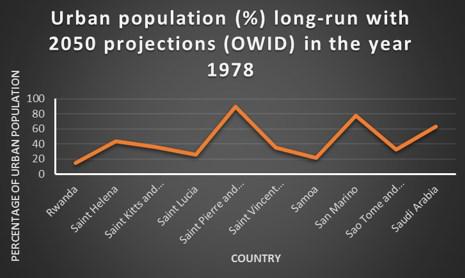 Urban population (%) long-run with
2050 projections (OWID) in the year
1978
PERCENTAGE OF URBAN POPULATION
100
80
60
40
20
0
Rwanda
Saint Helena
Saint Kitts and...
Saint Lucia
Saint Pierre and...
Saint Vincent...
Samoa
San Marino
Sao Tome and...
Saudi Arabia
COUNTRY